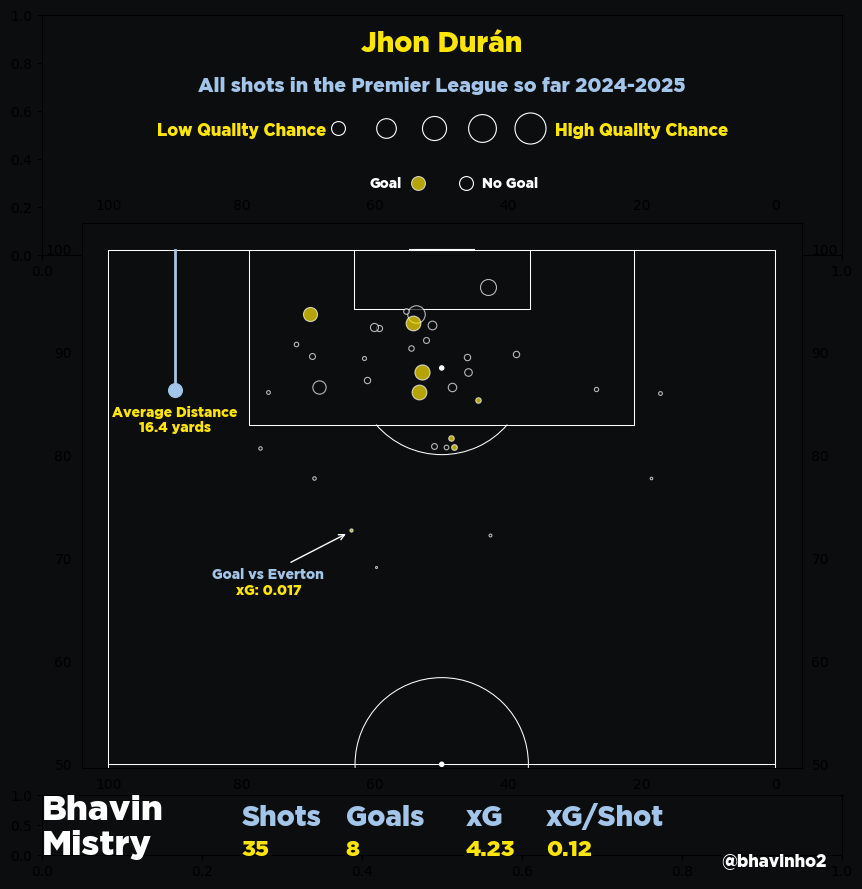 1.0
Jhon Durán
0.8
All shots in the Premier League so far 2024-2025
0.6
Low Quality Chance High Quality Chance
0.4
Goal No Goal
0.2
100 80 60 40 20 0
0.0 100 100
0.0 1.0
90 90
Average Distance
16.4 yards
80 80
70 70
Goal vs Everton
xG: 0.017
60 60
50 50
100 80 60 40 20 0
1.0
Bhavin Shots Goals xG xG/Shot
0.5
Mistry 35 8 4.23 0.12
0.0 @bhavinho2
0.0 0.2 0.4 0.6 0.8 1.0